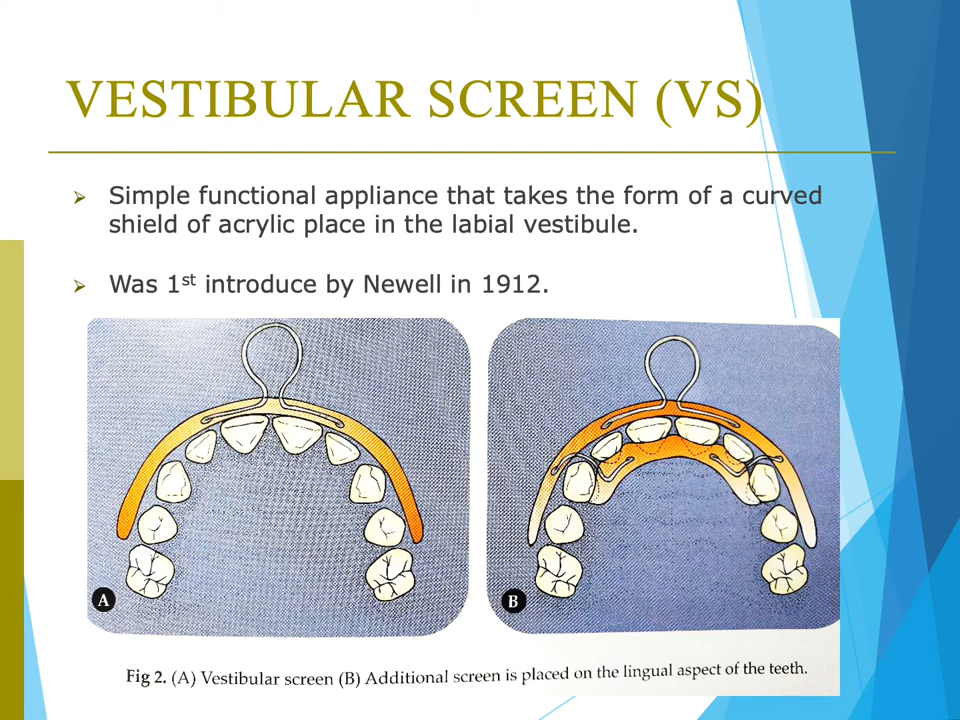 VESTIBULAR SCREEN (VS)
➢ Simple functional appliance that takes the form of a curved
shield of acrylic place in the labial vestibule.
➢ Was 1st introduce by Newell in 1912.
A
B
Fig 2. (A) Vestibular screen (B) Additional screen is placed on the lingual aspect of the teeth.